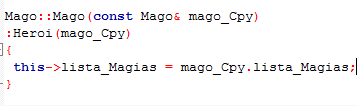 Mago::Mago(const Mago& mago_Cpy)
:Heroi(mago_Cpy)
{
this->lista_Magias = mago_Cpy.lista_Magias;
}